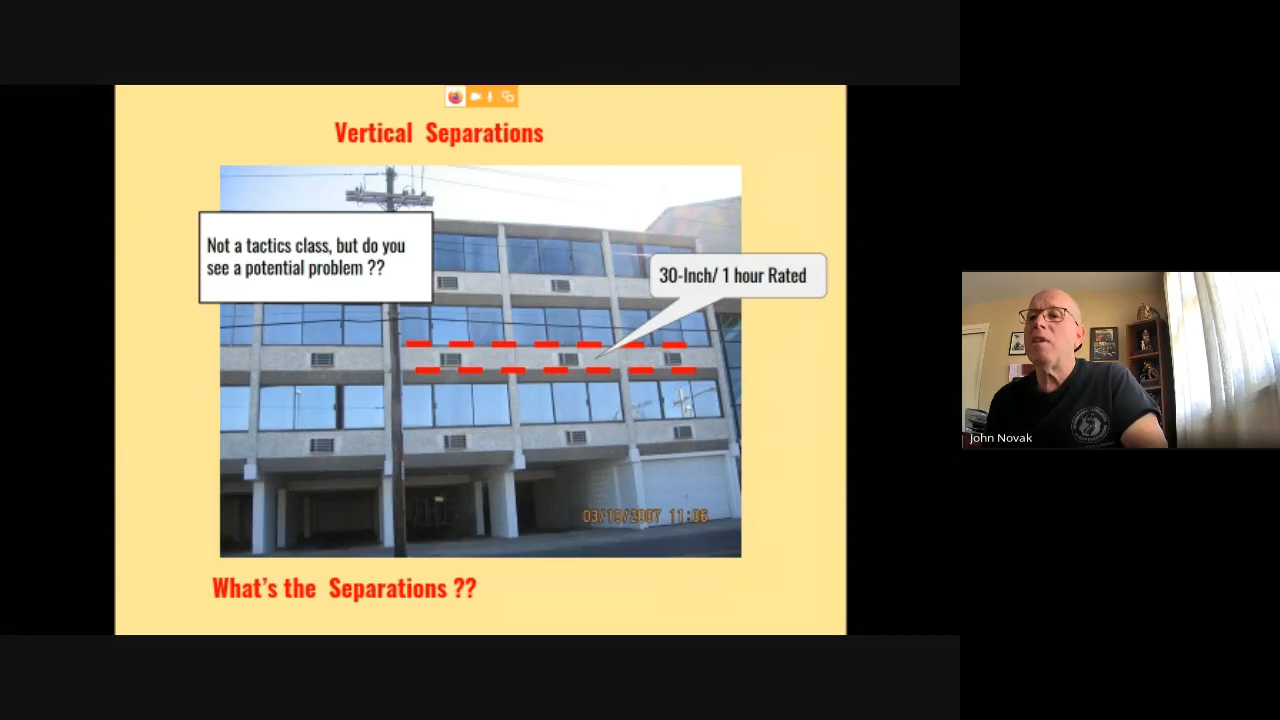 Vertical Separations
Not a tactics class, but do you
see a potential problem ??
30-Inch/ 1 hour Rated
03/19/2007 11:06
What's the Separations ??
John Novak